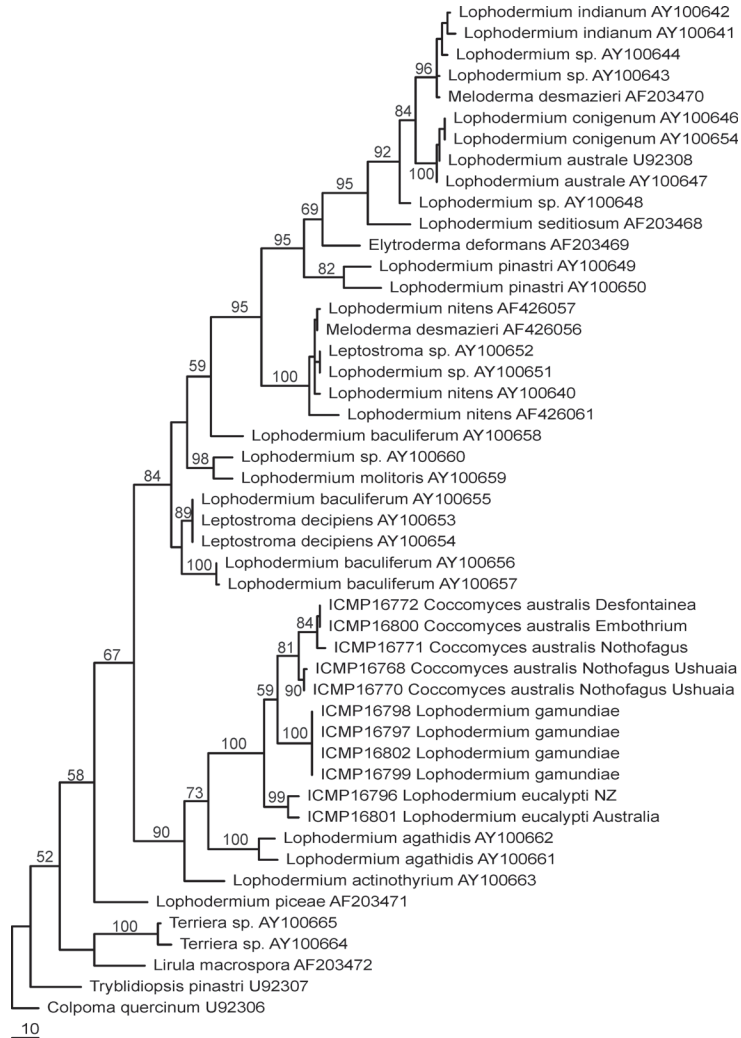 Lophodermium indianum AY100642
Lophodermium indianum AY100641
Lophodermium sp. AY100644
96
Lophodermium sp. AY100643
Meloderma desmazieri AF203470
84
Lophodermium conigenum AY100646
Lophodermium conigenum AY100654
92
Lophodermium australe U92308
100
Lophodermium australe AY100647
95
Lophodermium sp. AY100648
69
Lophodermium seditiosum AF203468
95
Elytroderma deformans AF203469
82
Lophodermium pinastri AY100649
Lophodermium pinastri AY100650
95
Lophodermium nitens AF426057
Meloderma desmazieri AF426056
Leptostroma sp. AY100652
59
Lophodermium sp. AY100651
100
Lophodermium nitens AY100640
Lophodermium nitens AF426061
Lophodermium baculiferum AY100658
98
Lophodermium sp. AY100660
84
Lophodermium molitoris AY100659
Lophodermium baculiferum AY100655
89
Leptostroma decipiens AY100653
Leptostroma decipiens AY100654
100
Lophodermium baculiferum AY100656
Lophodermium baculiferum AY100657
ICMP16772 Coccomyces australis Desfontainea
84
ICMP16800 Coccomyces australis Embothrium
81
ICMP16771 Coccomyces australis Nothofagus
67
ICMP16768 Coccomyces australis Nothofagus Ushuaia
59
90
ICMP16770 Coccomyces australis Nothofagus Ushuaia
ICMP16798 Lophodermium gamundiae
100
ICMP16797 Lophodermium gamundiae
100
ICMP16802 Lophodermium gamundiae
58
ICMP16799 Lophodermium gamundiae
73
99
ICMP16796 Lophodermium eucalypti NZ
ICMP16801 Lophodermium eucalypti Australia
90
100
Lophodermium agathidis AY100662
Lophodermium agathidis AY100661
52
Lophodermium actinothyrium AY100663
Lophodermium piceae AF203471
100
Terriera sp. AY100665
Terriera sp. AY100664
Lirula macrospora AF203472
Tryblidiopsis pinastri U92307
Colpoma quercinum U92306
10